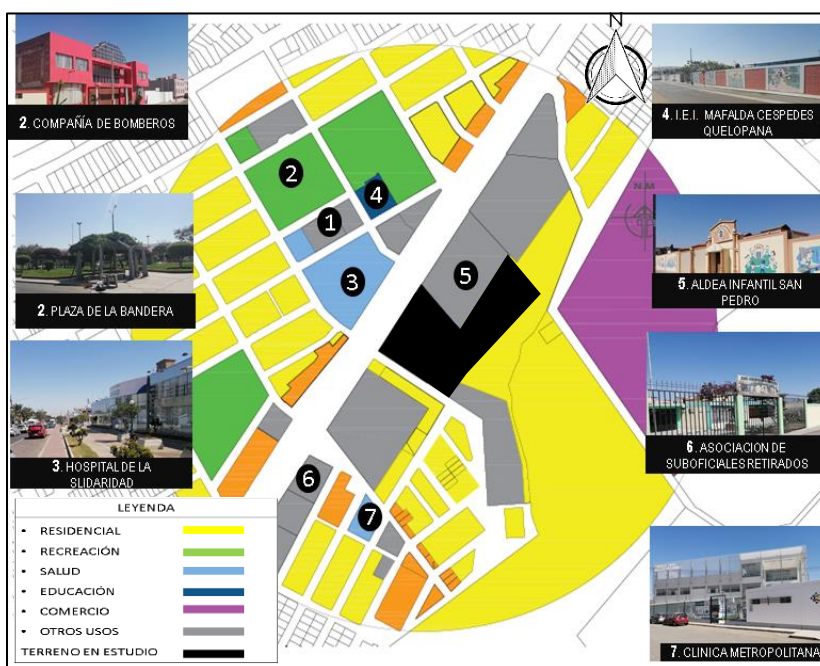 N
2. COMPAÑÍA DE BOMBEROS
4. I.E.I. MAFALDA CESPEDES
QUELOPANA
2
4
1
N.M
2. PLAZA DE LA BANDERA
3
5
5. ALDEA INFANTIL SAN
PEDRO
3. HOSPITAL DE LA
SLIDARIDAD
6. ASOCIACION DE
SUBOFICIALES RETIRADOS
6
7
LEYENDA
• RESIDENCIAL
• RECREACIÓN
• SALUD
• EDUCACIÓN
• COMERCIO
• OTROS USOS
TERRENO EN ESTUDIO
7. CLINICA METROPOLITANA